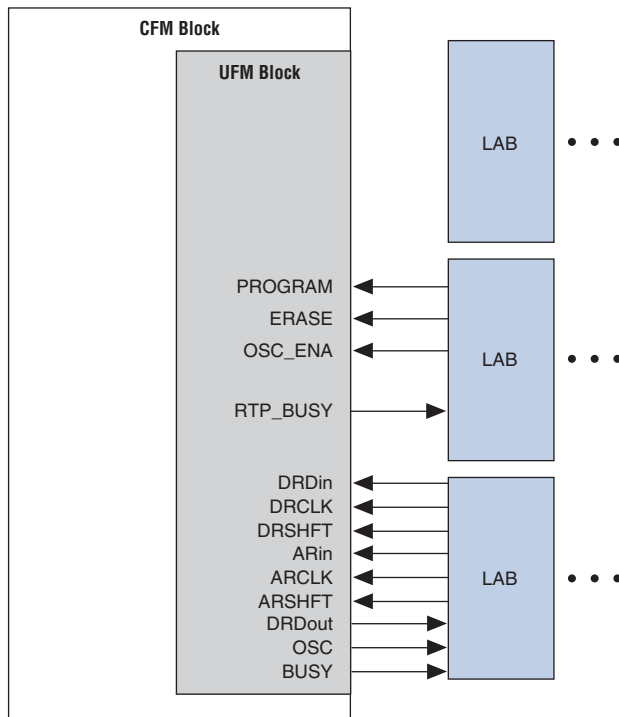 CFM Block
UFM Block
LAB
PROGRAM
ERASE
OSC_ENA
RTP_BUSY
LAB
DRDin
DRCLK
DRSHFT
ARin
ARCLK
ARSHFT
DRDout
OSC
BUSY
LAB